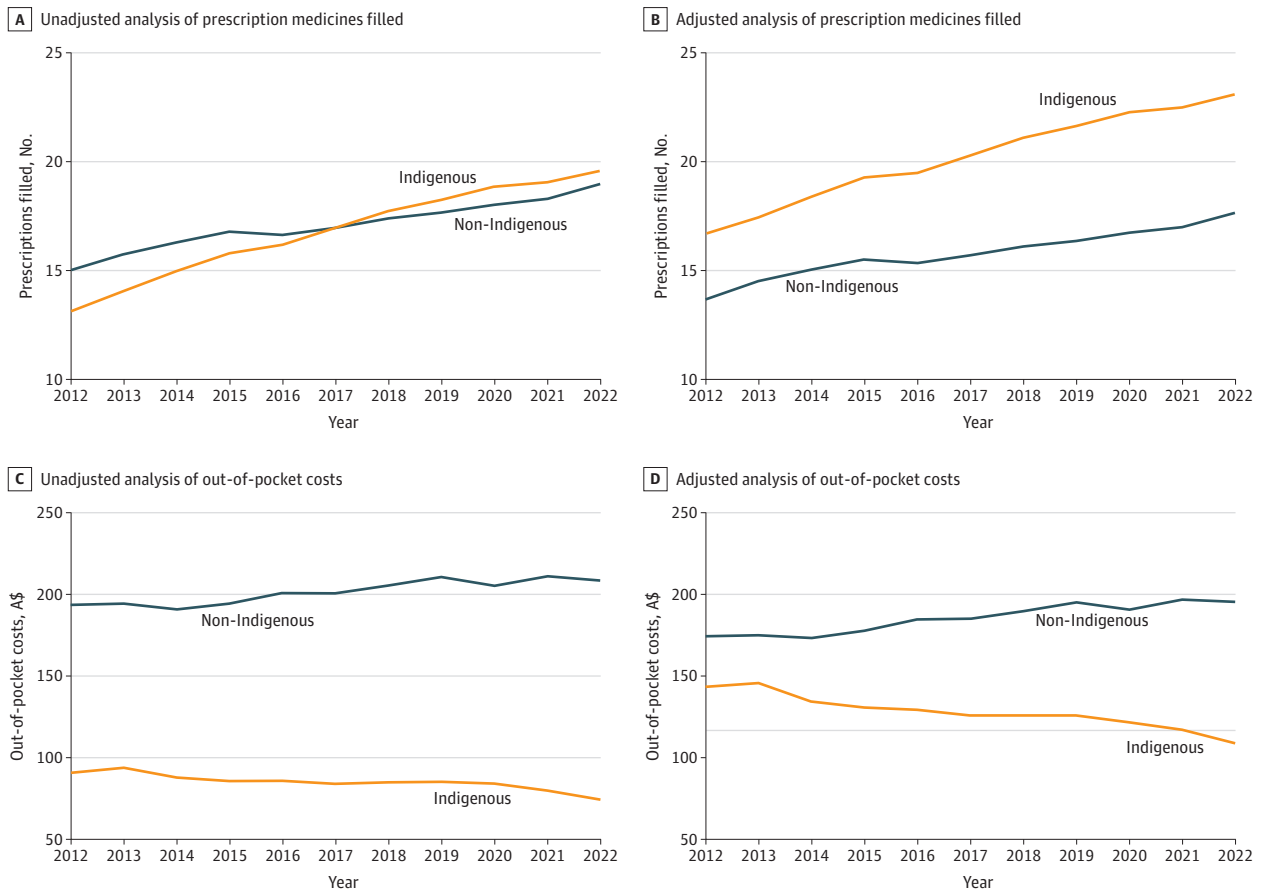 A Unadjusted analysis of prescription medicines filled
25
20
15
10
Prescriptions filled, No.
Indigenous
Non-Indigenous
2012 2013 2014 2015 2016 2017 2018 2019 2020 2021 2022
Year
B Adjusted analysis of prescription medicines filled
25
20
15
10
Prescriptions filled, No.
Indigenous
Non-Indigenous
2012 2013 2014 2015 2016 2017 2018 2019 2020 2021 2022
Year
C Unadjusted analysis of out-of-pocket costs
250
200
150
100
50
Out-of-pocket costs, A$
Non-Indigenous
Indigenous
2012 2013 2014 2015 2016 2017 2018 2019 2020 2021 2022
Year
D Adjusted analysis of out-of-pocket costs
250
200
150
100
50
Out-of-pocket costs, A$
Non-Indigenous
Indigenous
2012 2013 2014 2015 2016 2017 2018 2019 2020 2021 2022
Year